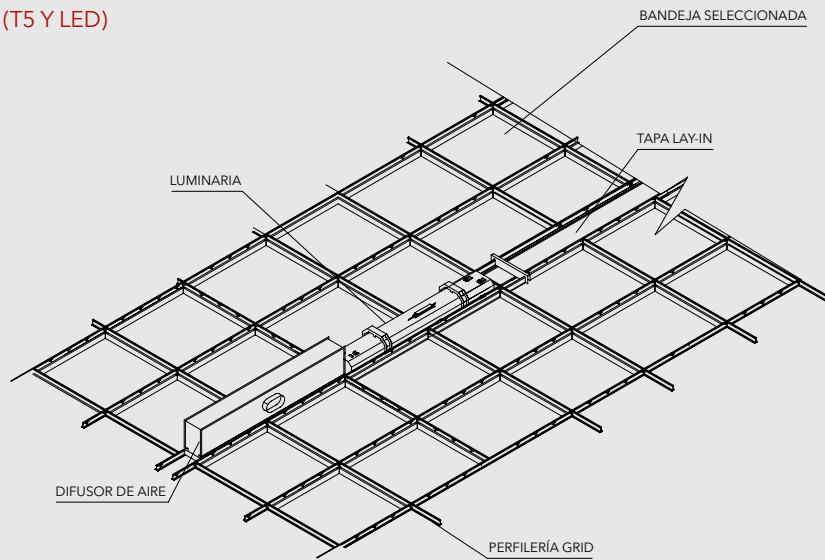 (T5 Y LED)
BANDEJA SELECCIONADA
TAPA LAY-IN
LUMINARIA
DIFUSOR DE AIRE
PERFILERÍA GRID